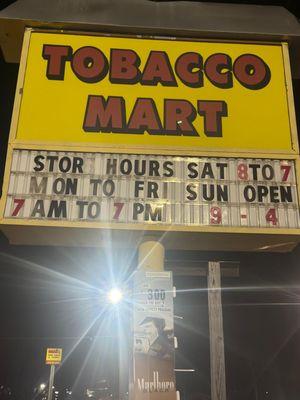 TOBACCO
MART
STOR HOURS SAT 8 TO 7
MON TO FRI SUN OPEN
7 AM TO 7 PM 9 - 4
300
Marlboro